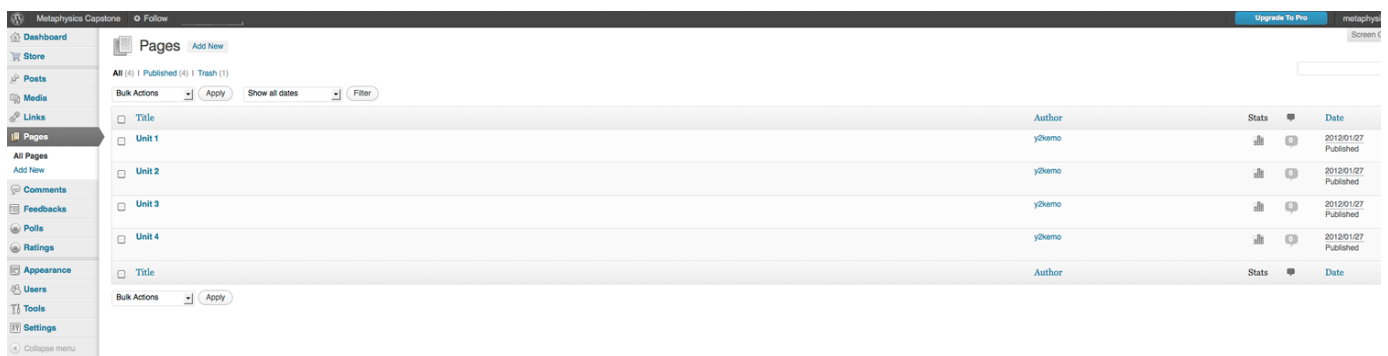 Metaphysics Capstone Follow Upgrade To Pro metaphysi
Dashboard
Store
Posts
Media
Links
Pages
All Pages
Add New
Comments
Feedbacks
Polls
Ratings
Appearance
Users
Tools
Settings
Collapse menu
Screen O
Pages Add New
All (4) | Published (4) | Trash (1)
Bulk Actions Apply Show all dates Filter
Title Author Stats Date
Unit 1 y2kemo 0 2012/01/27
Published
Unit 2 y2kemo 0 2012/01/27
Published
Unit 3 y2kemo 0 2012/01/27
Published
Unit 4 y2kemo 0 2012/01/27
Published
Title Author Stats Date
Bulk Actions Apply